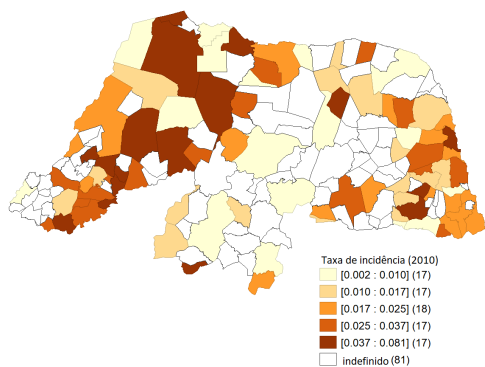 Taxa de incidência (2010)
[0.002 : 0.010] (17)
[0.010 : 0.017] (17)
[0.017 : 0.025] (18)
[0.025 : 0.037] (17)
[0.037 : 0.081] (17)
indefinido (81)